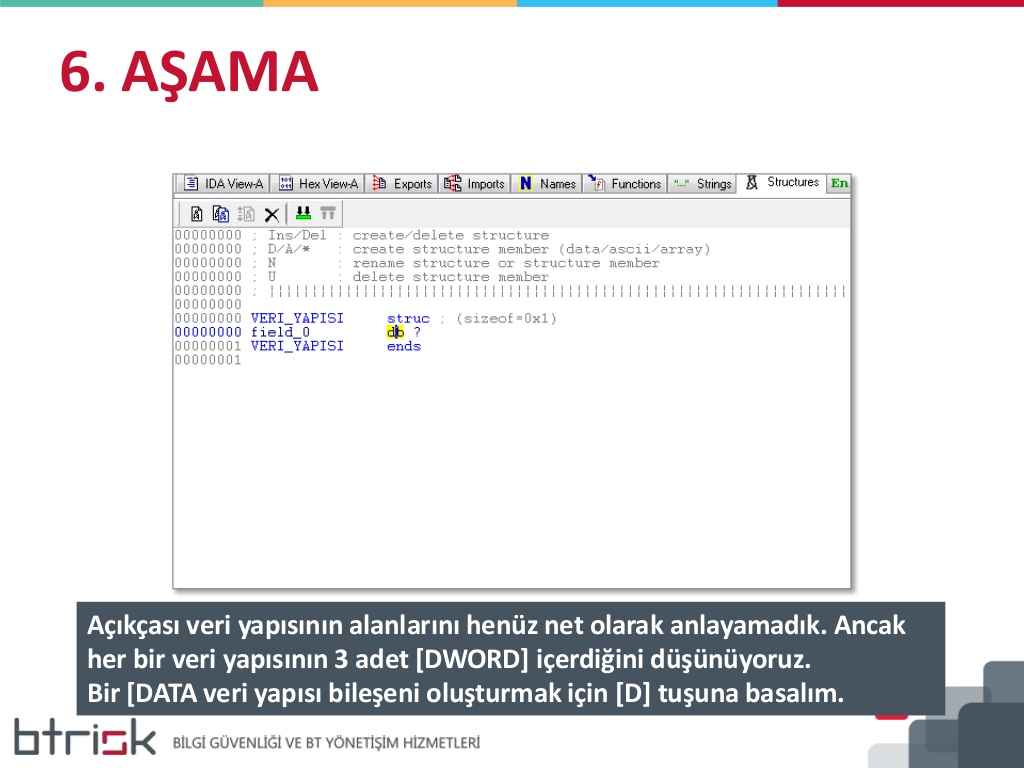 6. AŞAMA
IDA View-A Hex View-A Exports Imports N Names Functions Strings Structures En
00000000 ; Ins/Del : create/delete structure
00000000 ; D/A/* : create structure member (data/ascii/array)
00000000 ; N : rename structure or structure member
00000000 ; U : delete structure member
00000000 ; ¦¦¦¦¦¦¦¦¦¦¦¦¦¦¦¦¦¦¦¦¦¦¦¦¦¦¦¦¦¦¦¦¦¦¦¦¦¦¦¦¦¦¦¦¦¦¦¦¦¦¦¦¦¦¦¦¦¦¦¦¦¦¦¦¦¦¦¦
00000000
00000000 VERI_YAPISI struc ; (sizeof=0x1)
00000000 field_0 db ?
00000001 VERI_YAPISI ends
00000001
Açıkçası veri yapısının alanlarını henüz net olarak anlayamadık. Ancak
her bir veri yapısının 3 adet [DWORD] içerdiğini düşünüyoruz.
Bir [DATA veri yapısı bileşeni oluşturmak için [D] tuşuna basalım.
btrisk BİLGİ GÜVENLİĞİ VE BT YÖNETİŞİM HİZMETLERİ